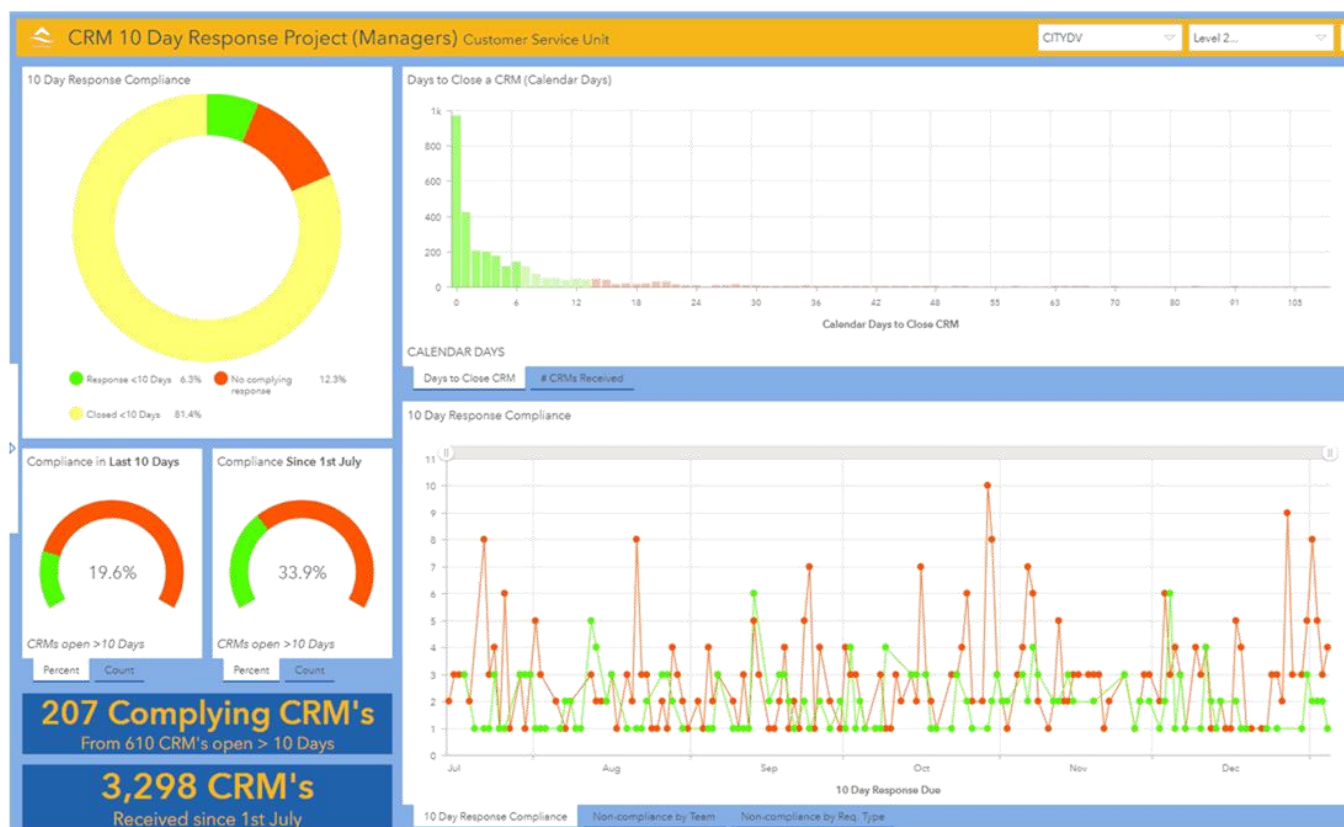 CRM 10 Day Response Project (Managers) Customer Service Unit
CITYDV
Level 2...
10 Day Response Compliance
Response <10 Days 6.3%
No complying response 12.3%
Closed <10 Days 81.4%
Days to Close a CRM (Calendar Days)
1k
800
600
400
200
0
0 6 12 18 24 30 36 42 48 55 63 70 80 91 105
Calendar Days to Close CRM
CALENDAR DAYS
Days to Close CRM
# CRMs Received
Compliance in Last 10 Days
19.6%
CRMs open >10 Days
Percent Count
Compliance Since 1st July
33.9%
CRMs open >10 Days
Percent Count
207 Complying CRM's
From 610 CRM's open > 10 Days
3,298 CRM's
Received since 1st July
10 Day Response Compliance
11
10
9
8
7
6
5
4
3
2
1
0
Jul Aug Sep Oct Nov Dec
10 Day Response Due
10 Day Response Compliance
Non-compliance by Team
Non-compliance by Req. Type